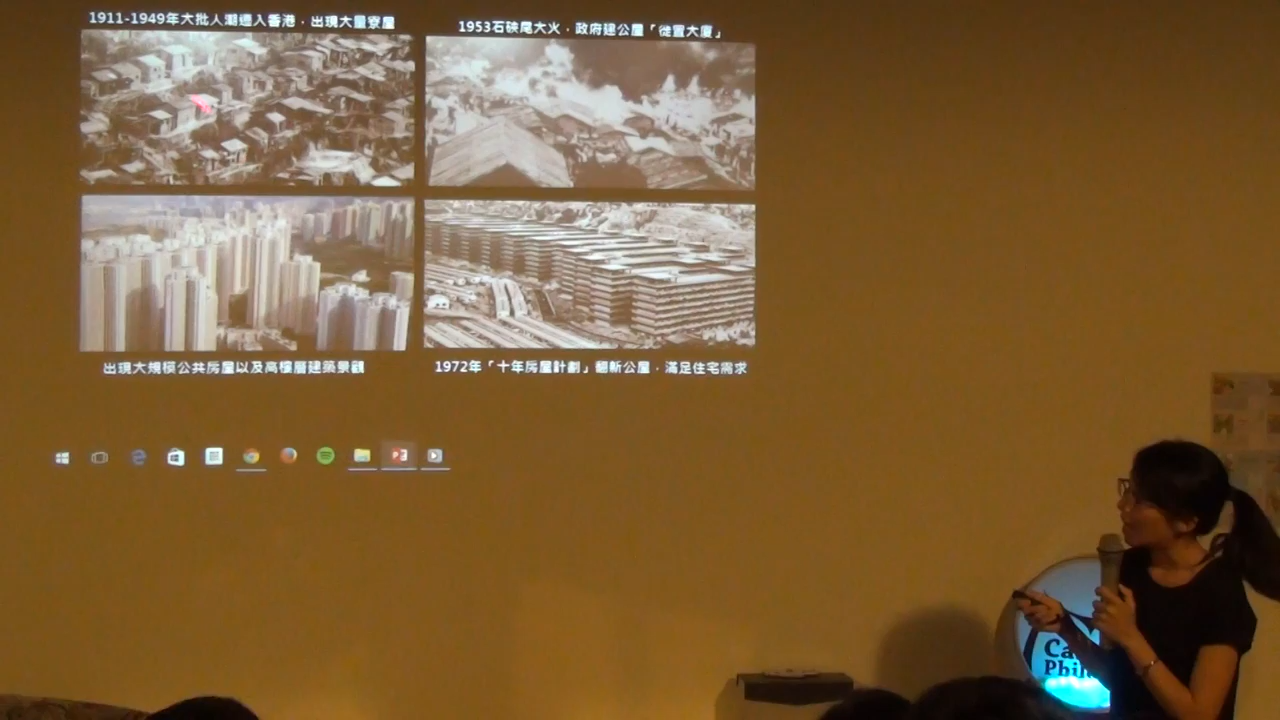 1911-1949年大批人潮遷入香港，出現大量寮屋
1953石硤尾大火，政府建公屋「徙置大廈」
出現大規模公共房屋以及高樓層建築景觀
1972年「十年房屋計劃」翻新公屋，滿足住宅需求
Ca
Phil